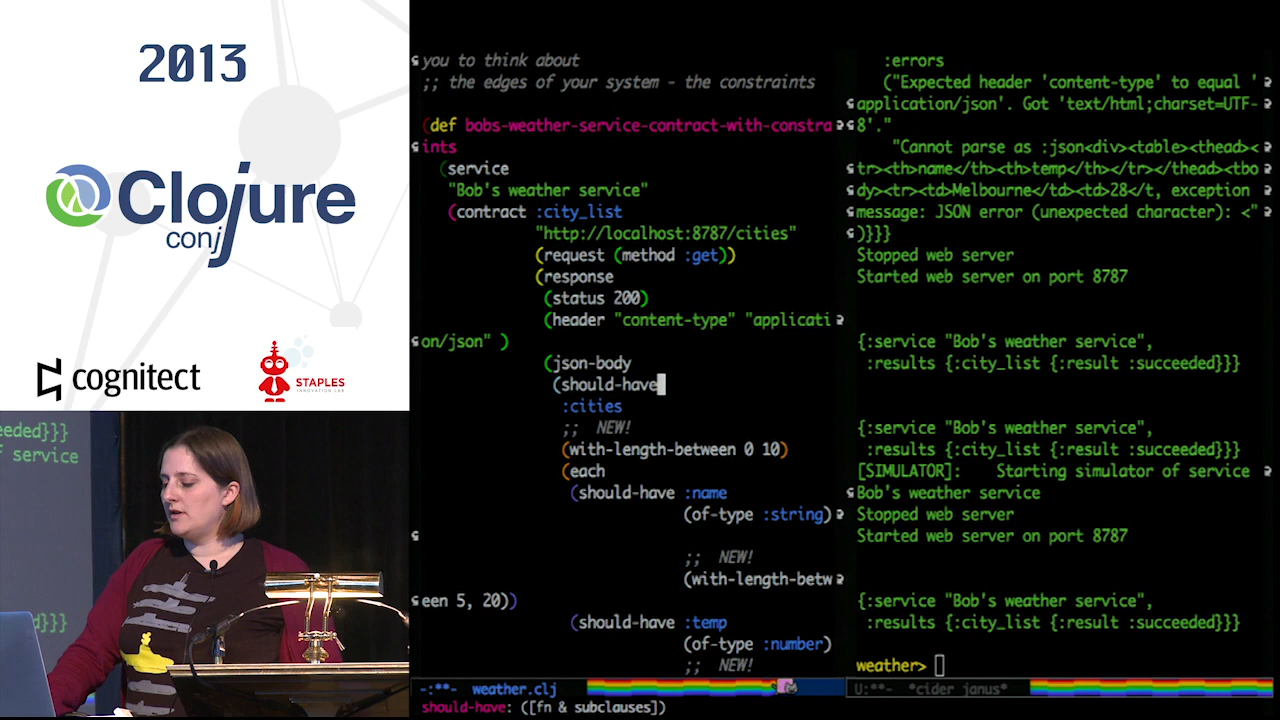 2013
Clojure
conj
cognitect
STAPLES
INNOVATION LAB
eeded}}}
f service
d}}}
you to think about
;; the edges of your system - the constraints
(def bobs-weather-service-contract-with-constra
ints
(service
"Bob's weather service"
(contract :city_list
"http://localhost:8787/cities"
(request (method :get))
(response
(status 200)
(header "content-type" "applicati
on/json" )
(json-body
(should-have
:cities
;; NEW!
(with-length-between 0 10)
(each
(should-have :name
(of-type :string)
;; NEW!
(with-length-betw
een 5, 20))
(should-have :temp
(of-type :number)
;; NEW!
-:**- weather.clj
should-have: ([fn & subclauses])
:errors
("Expected header 'content-type' to equal '
application/json'. Got 'text/html;charset=UTF-
8'."
"Cannot parse as :json<div><table><thead><
tr><th>name</th><th>temp</th></tr></thead><tbo
dy><tr><td>Melbourne</td><td>28</t, exception
message: JSON error (unexpected character): <"
)}}}
Stopped web server
Started web server on port 8787
{:service "Bob's weather service",
:results {:city_list {:result :succeeded}}}
{:service "Bob's weather service",
:results {:city_list {:result :succeeded}}}
[SIMULATOR]: Starting simulator of service
Bob's weather service
Stopped web server
Started web server on port 8787
{:service "Bob's weather service",
:results {:city_list {:result :succeeded}}}
weather>
U:**- *cider janus*